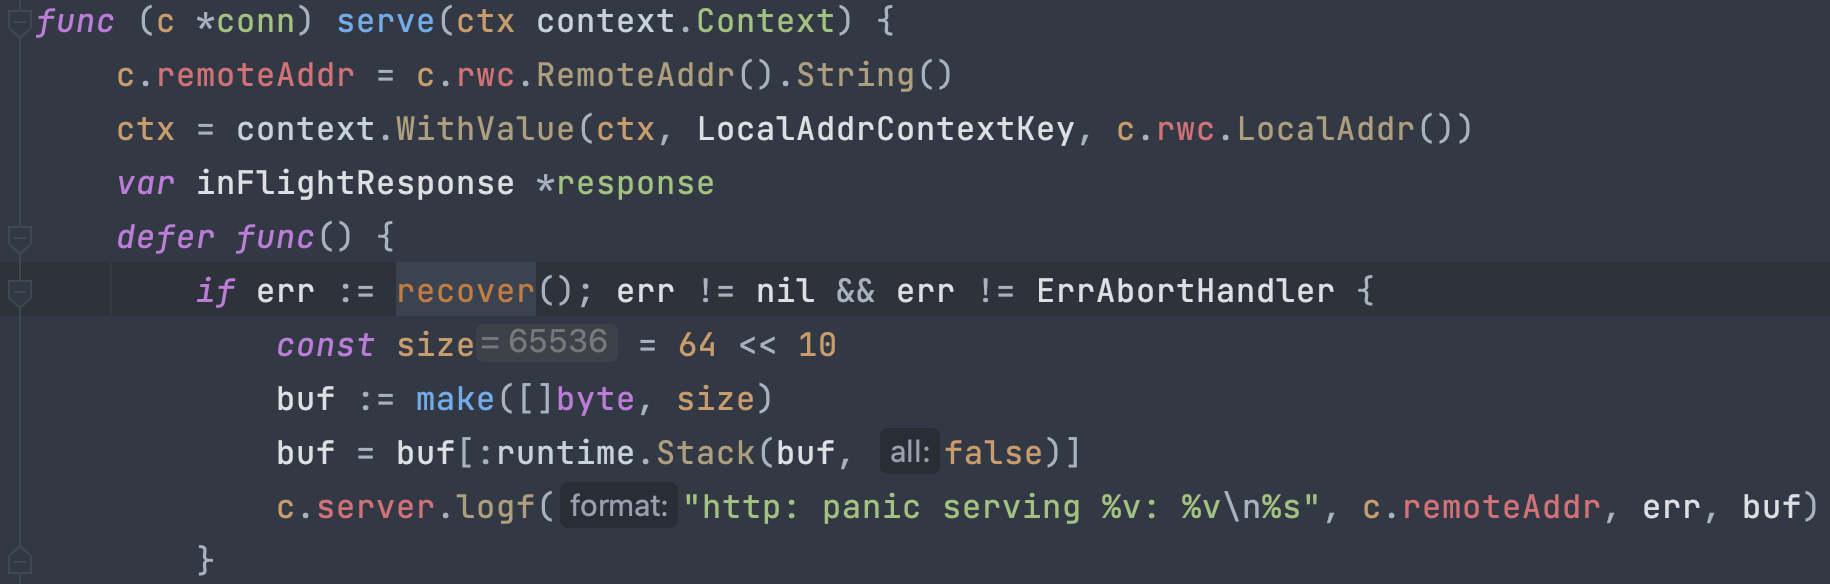 func (c *conn) serve(ctx context.Context) {
c.remoteAddr = c.rwc.RemoteAddr().String()
ctx = context.WithValue(ctx, LocalAddrContextKey, c.rwc.LocalAddr())
var inFlightResponse *response
defer func() {
if err := recover(); err != nil && err != ErrAbortHandler {
const size = 65536 = 64 << 10
buf := make([]byte, size)
buf = buf[:runtime.Stack(buf, all: false)]
c.server.logf( format: "http: panic serving %v: %v\n%s", c.remoteAddr, err, buf)
}